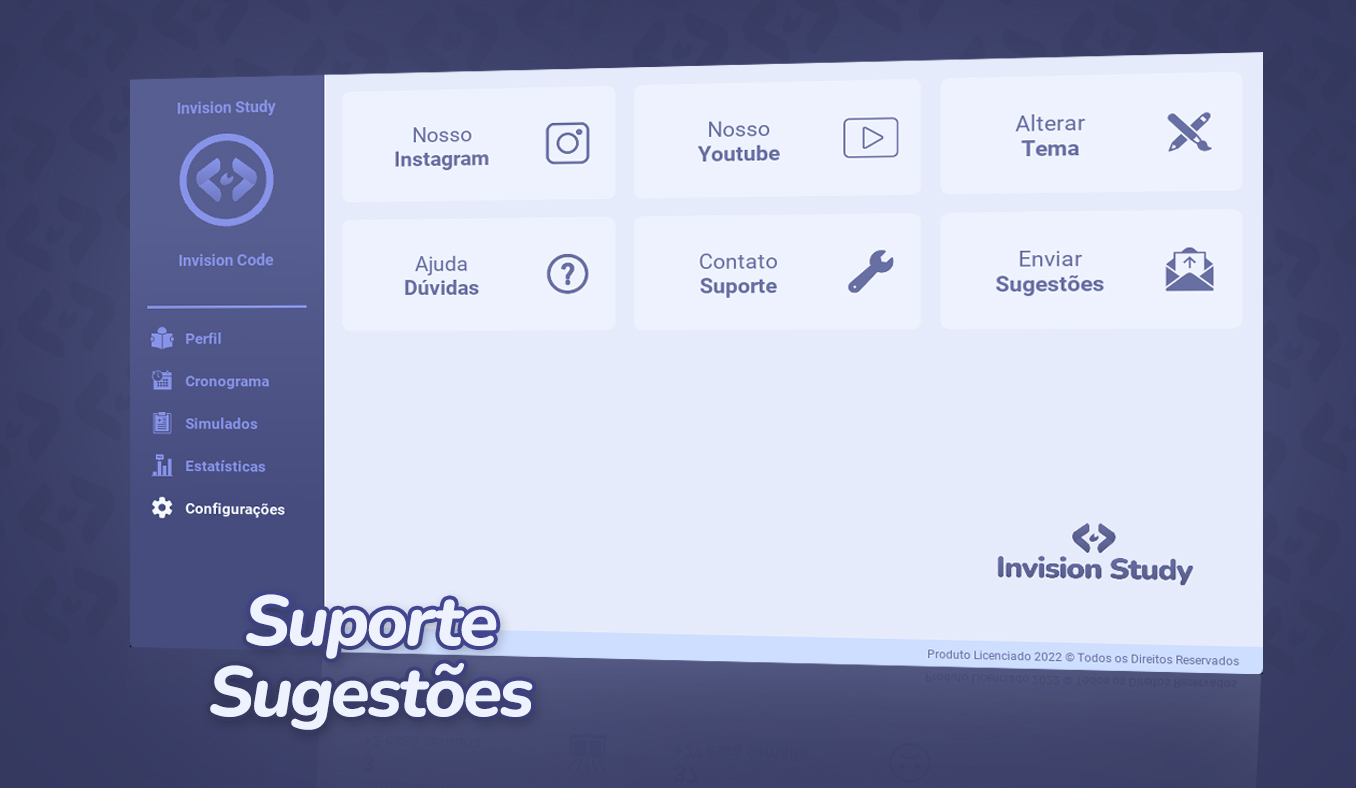 Invision Study
Invision Code
Perfil
Cronograma
Simulados
Estatísticas
Configurações
Nosso
Instagram
Nosso
Youtube
Alterar
Tema
Ajuda
Dúvidas
Contato
Suporte
Enviar
Sugestões
Invision Study
Produto Licenciado 2022 © Todos os Direitos Reservados
Suporte
Sugestões